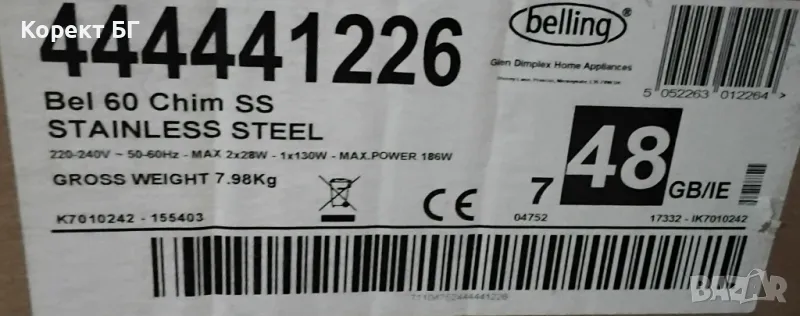 Корект БГ
444441226
belling
Glen Dimplex Home Appliances
5 052263 012264 >
Bel 60 Chim SS
STAINLESS STEEL
220-240V ~ 50-60Hz - MAX 2x28W - 1x130W - MAX.POWER 186W
GROSS WEIGHT 7.98Kg
CE
7
48
GB/IE
04752
17332 - IK7010242
K7010242 - 155403
BAZAR